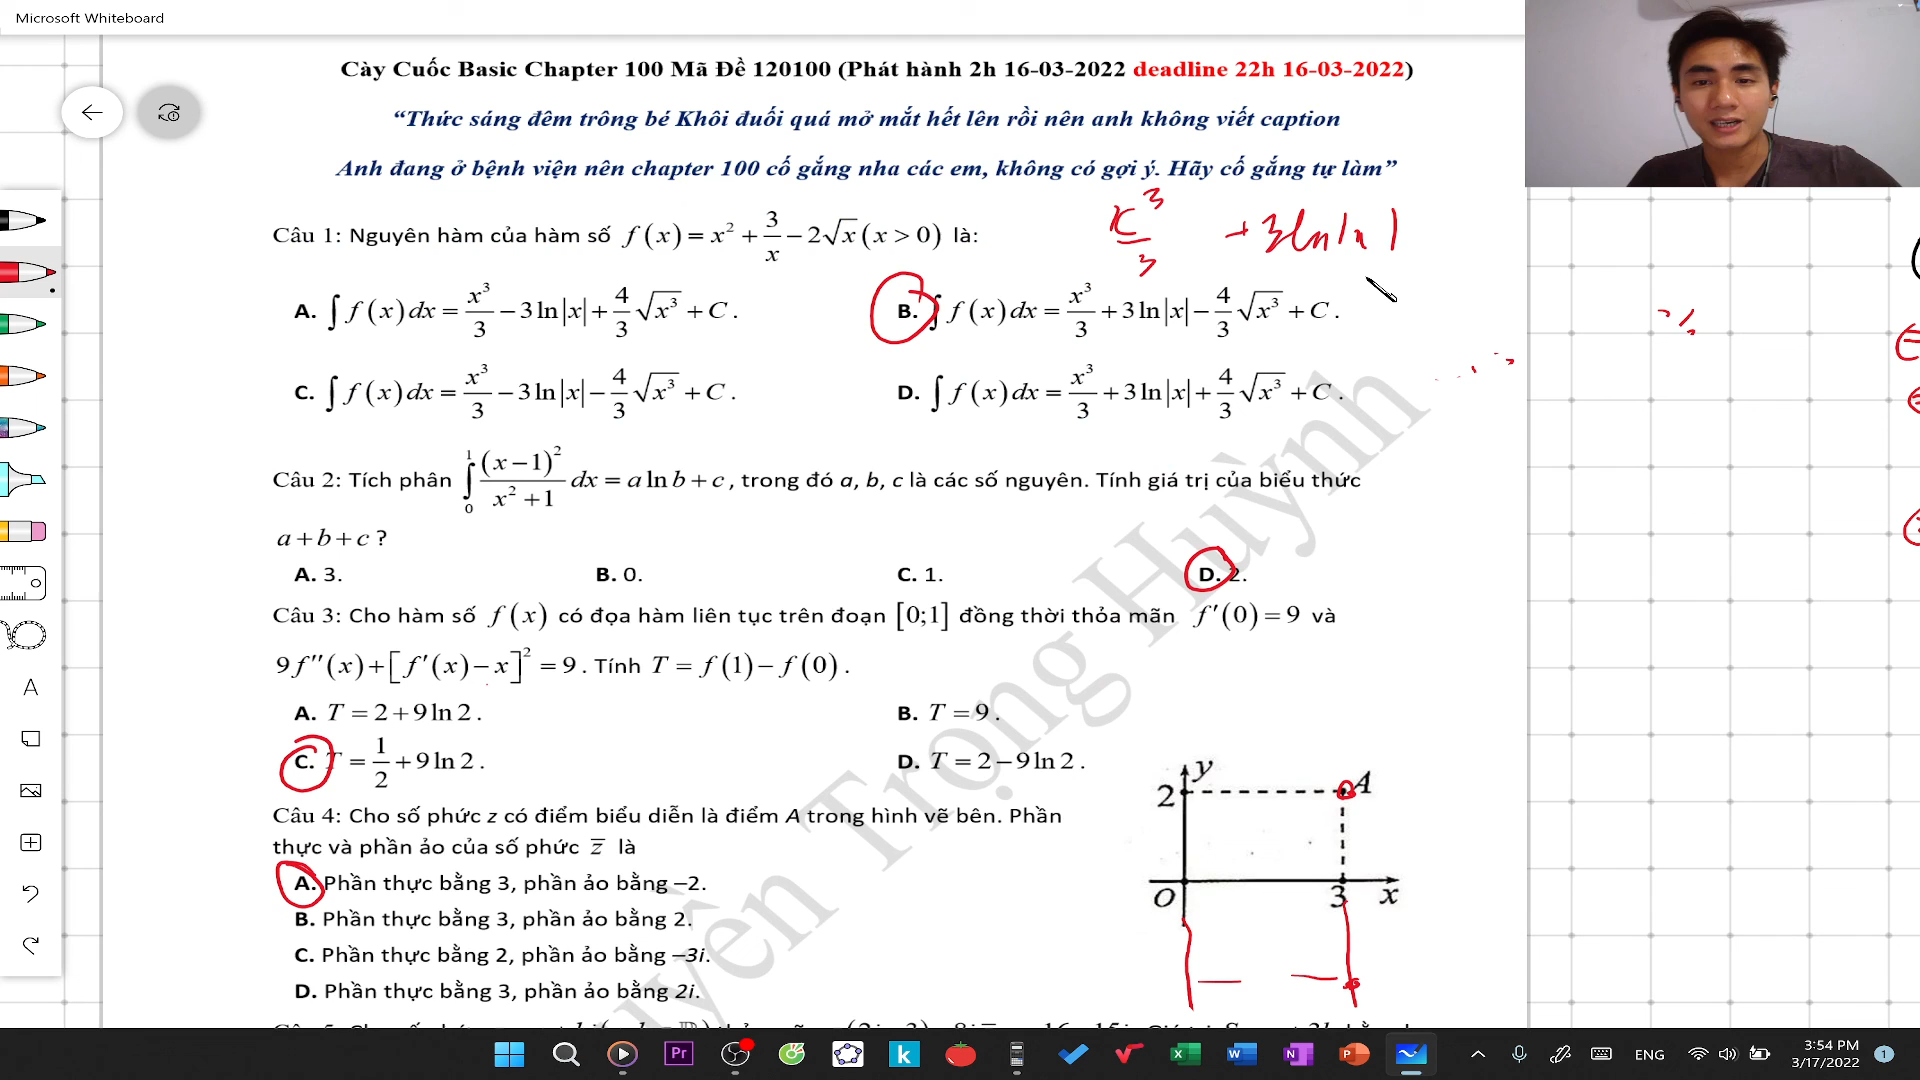 Microsoft Whiteboard
Cày Cuốc Basic Chapter 100 Mã Đề 120100 (Phát hành 2h 16-03-2022 deadline 22h 16-03-2022)
“Thức sáng đêm trông bé Khôi đuối quá mở mắt hết lên rồi nên anh không viết caption
Anh đang ở bệnh viện nên chapter 100 cố gắng nha các em, không có gợi ý. Hãy cố gắng tự làm”
x^3/3 + 3ln|x|
Câu 1: Nguyên hàm của hàm số f(x) = x² + 3/x − 2√x (x > 0) là:
A. ∫ f(x)dx = x³/3 − 3ln|x| + 4/3 √x³ + C.
B. ∫ f(x)dx = x³/3 + 3ln|x| − 4/3 √x³ + C.
C. ∫ f(x)dx = x³/3 − 3ln|x| − 4/3 √x³ + C.
D. ∫ f(x)dx = x³/3 + 3ln|x| + 4/3 √x³ + C.
Câu 2: Tích phân ∫₀¹ (x−1)²/(x²+1) dx = a ln b + c, trong đó a, b, c là các số nguyên. Tính giá trị của biểu thức
a + b + c ?
A. 3. B. 0. C. 1. D. 2.
Câu 3: Cho hàm số f(x) có đọa hàm liên tục trên đoạn [0;1] đồng thời thỏa mãn f′(0) = 9 và
9f″(x) + [f′(x) − x]² = 9. Tính T = f(1) − f(0).
A. T = 2 + 9ln2. B. T = 9.
C. T = 1/2 + 9ln2. D. T = 2 − 9ln2.
Câu 4: Cho số phức z có điểm biểu diễn là điểm A trong hình vẽ bên. Phần
thực và phần ảo của số phức z̅ là
A. Phần thực bằng 3, phần ảo bằng –2.
B. Phần thực bằng 3, phần ảo bằng 2.
C. Phần thực bằng 2, phần ảo bằng –3i.
D. Phần thực bằng 3, phần ảo bằng 2i.
y
2 A
O 3 x
yền Trọng Huỳnh
A
ENG
3:54 PM
3/17/2022
1